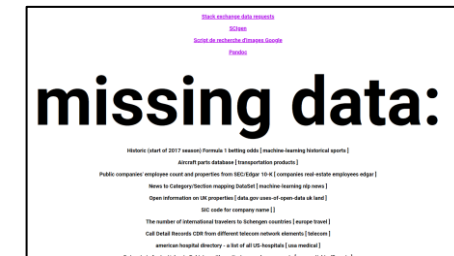 Stack exchange data requests
SCIgen
Script de recherche d'images Google
Pandoc
missing data:
Historic (start of 2017 season) Formula 1 betting odds [ machine-learning historical sports ]
Aircraft parts database [ transportation products ]
Public companies' employee count and properties from SEC/Edgar 10-K [ companies real-estate employees edgar ]
News to Category/Section mapping DataSet [ machine-learning nlp news ]
Open information on UK properties [ data.gov uses-of-open-data uk land ]
SIC code for company name [ ]
The number of international travelers to Schengen countries [ europe travel ]
Call Detail Records CDR from different telecom network elements [ telecom ]
american hospital directory - a list of all US-hospitals [ usa medical ]